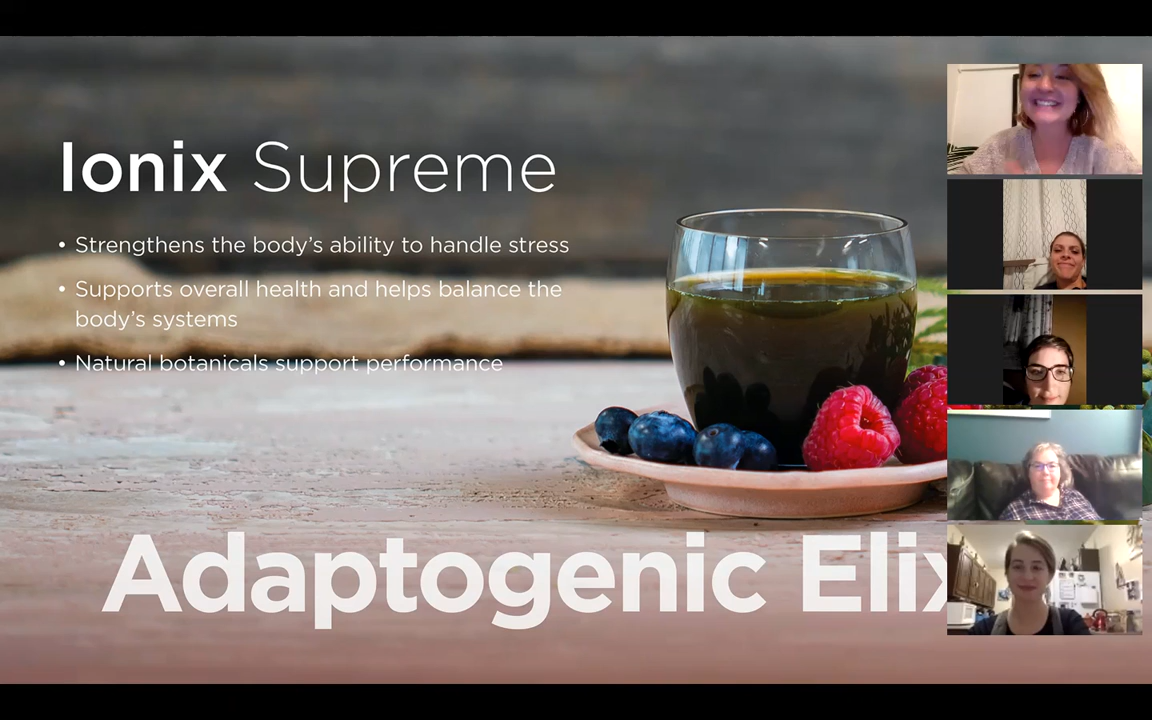 Ionix Supreme
• Strengthens the body’s ability to handle stress
• Supports overall health and helps balance the
body’s systems
• Natural botanicals support performance
Adaptogenic Elix